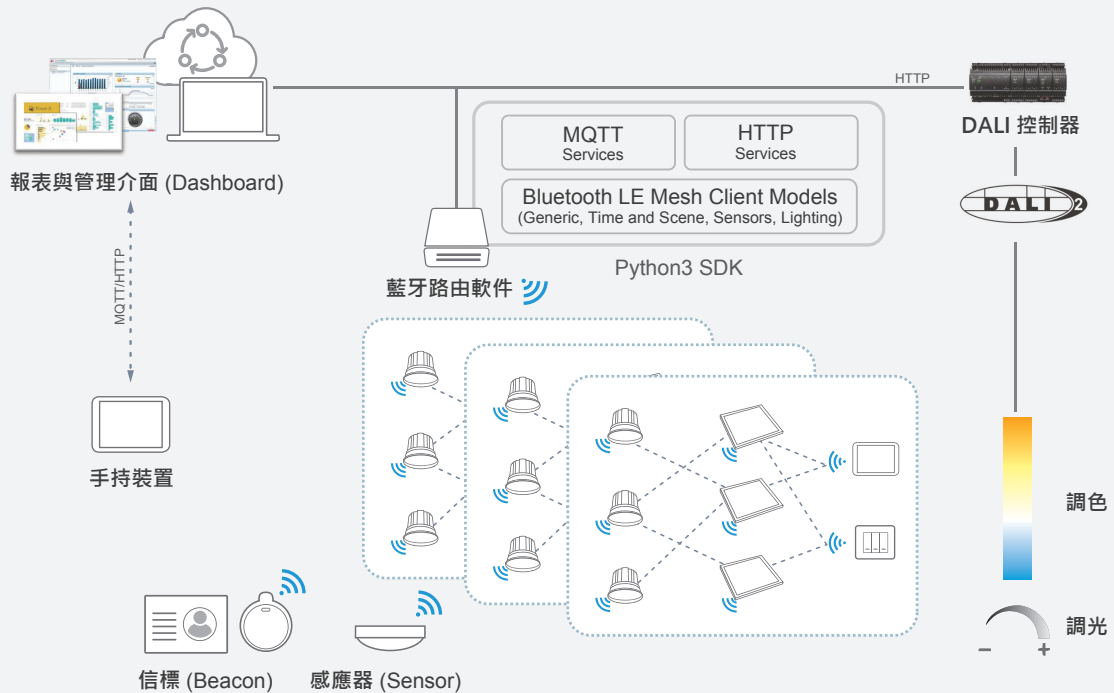 HTTP
DALI 控制器
MQTT
Services
HTTP
Services
報表與管理介面 (Dashboard)
Bluetooth LE Mesh Client Models
(Generic, Time and Scene, Sensors, Lighting)
DALI 2
Python3 SDK
藍牙路由軟件
MQTT/HTTP
手持裝置
調色
調光
− +
信標 (Beacon)
感應器 (Sensor)